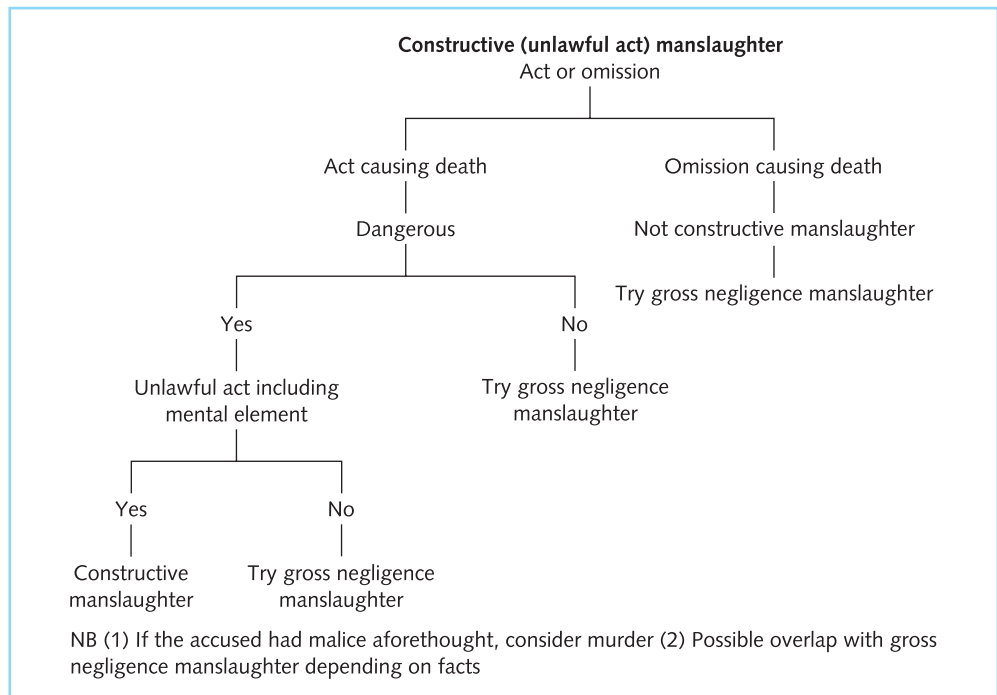 Constructive (unlawful act) manslaughter
Act or omission
Act causing death
Omission causing death
Dangerous
Not constructive manslaughter
Try gross negligence manslaughter
Yes
No
Unlawful act including
mental element
Try gross negligence
manslaughter
Yes
No
Constructive
manslaughter
Try gross negligence
manslaughter
NB (1) If the accused had malice aforethought, consider murder (2) Possible overlap with gross
negligence manslaughter depending on facts